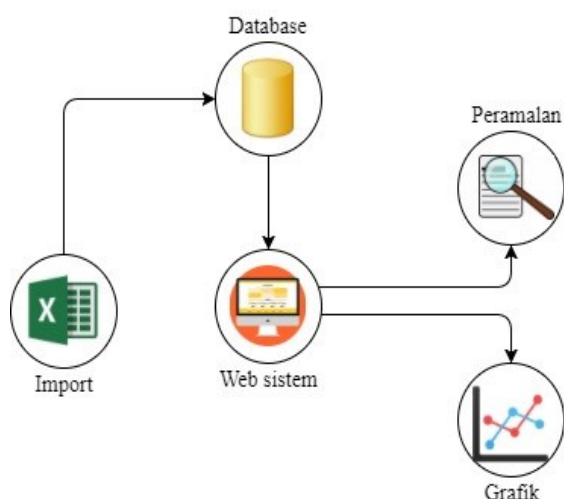 Database
Peramalan
X
Import
Web sistem
Grafik